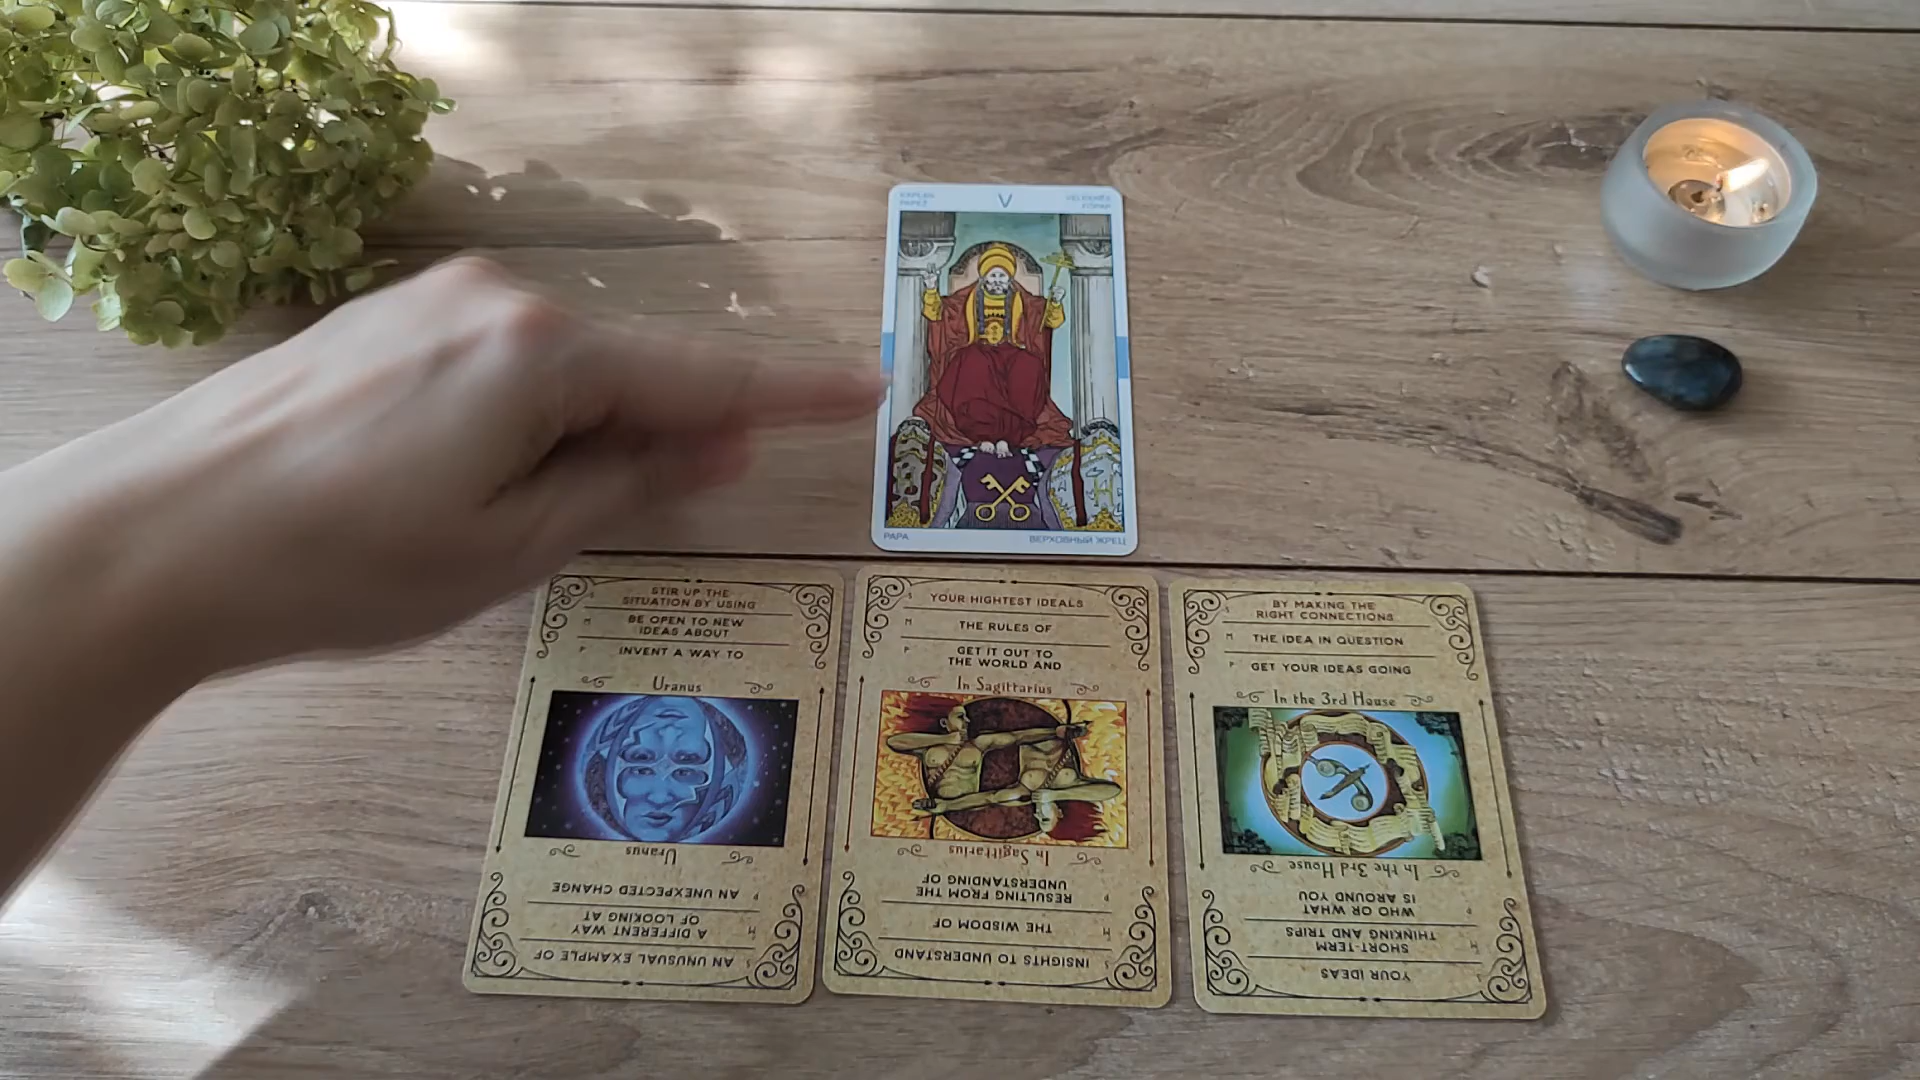 V
PAPA
ВЕРХОВНЫЙ ЖРЕЦ
S
STIR UP THE
SITUATION BY USING
M
BE OPEN TO NEW
IDEAS ABOUT
P
INVENT A WAY TO
Uranus
Uranus
P
AN UNEXPECTED CHANGE
M
A DIFFERENT WAY
OF LOOKING AT
S
AN UNUSUAL EXAMPLE OF
S
YOUR HIGHTEST IDEALS
M
THE RULES OF
P
GET IT OUT TO
THE WORLD AND
In Sagittarius
In Sagittarius
P
RESULTING FROM THE
UNDERSTANDING OF
M
THE WISDOM OF
S
INSIGHTS TO UNDERSTAND
S
BY MAKING THE
RIGHT CONNECTIONS
M
THE IDEA IN QUESTION
P
GET YOUR IDEAS GOING
In the 3rd House
In the 3rd House
P
WHO OR WHAT
IS AROUND YOU
M
SHORT-TERM
THINKING AND TRIPS
S
YOUR IDEAS